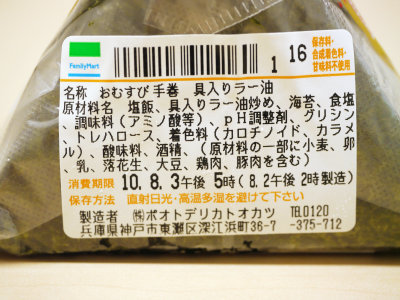 FamilyMart
1 16
保存料・
合成着色料・
甘味料不使用
名称 おむすび 手巻 具入りラー油
原材料名 塩飯、具入りラー油炒め、海苔、食塩
、調味料（アミノ酸等）、pH調整剤、グリシン
、トレハロース、着色料（カロチノイド、カラメ
ル）、酸味料、酒精、（原材料の一部に小麦、卵
、乳、落花生、大豆、鶏肉、豚肉を含む）
消費期限 10. 8. 3午後 5時（ 8. 2午後 2時製造）
保存方法 直射日光・高温多湿を避けて下さい
製造者 ㈱ポオトデリカトオカツ ℡0120
兵庫県神戸市東灘区深江浜町36-7 -375-712